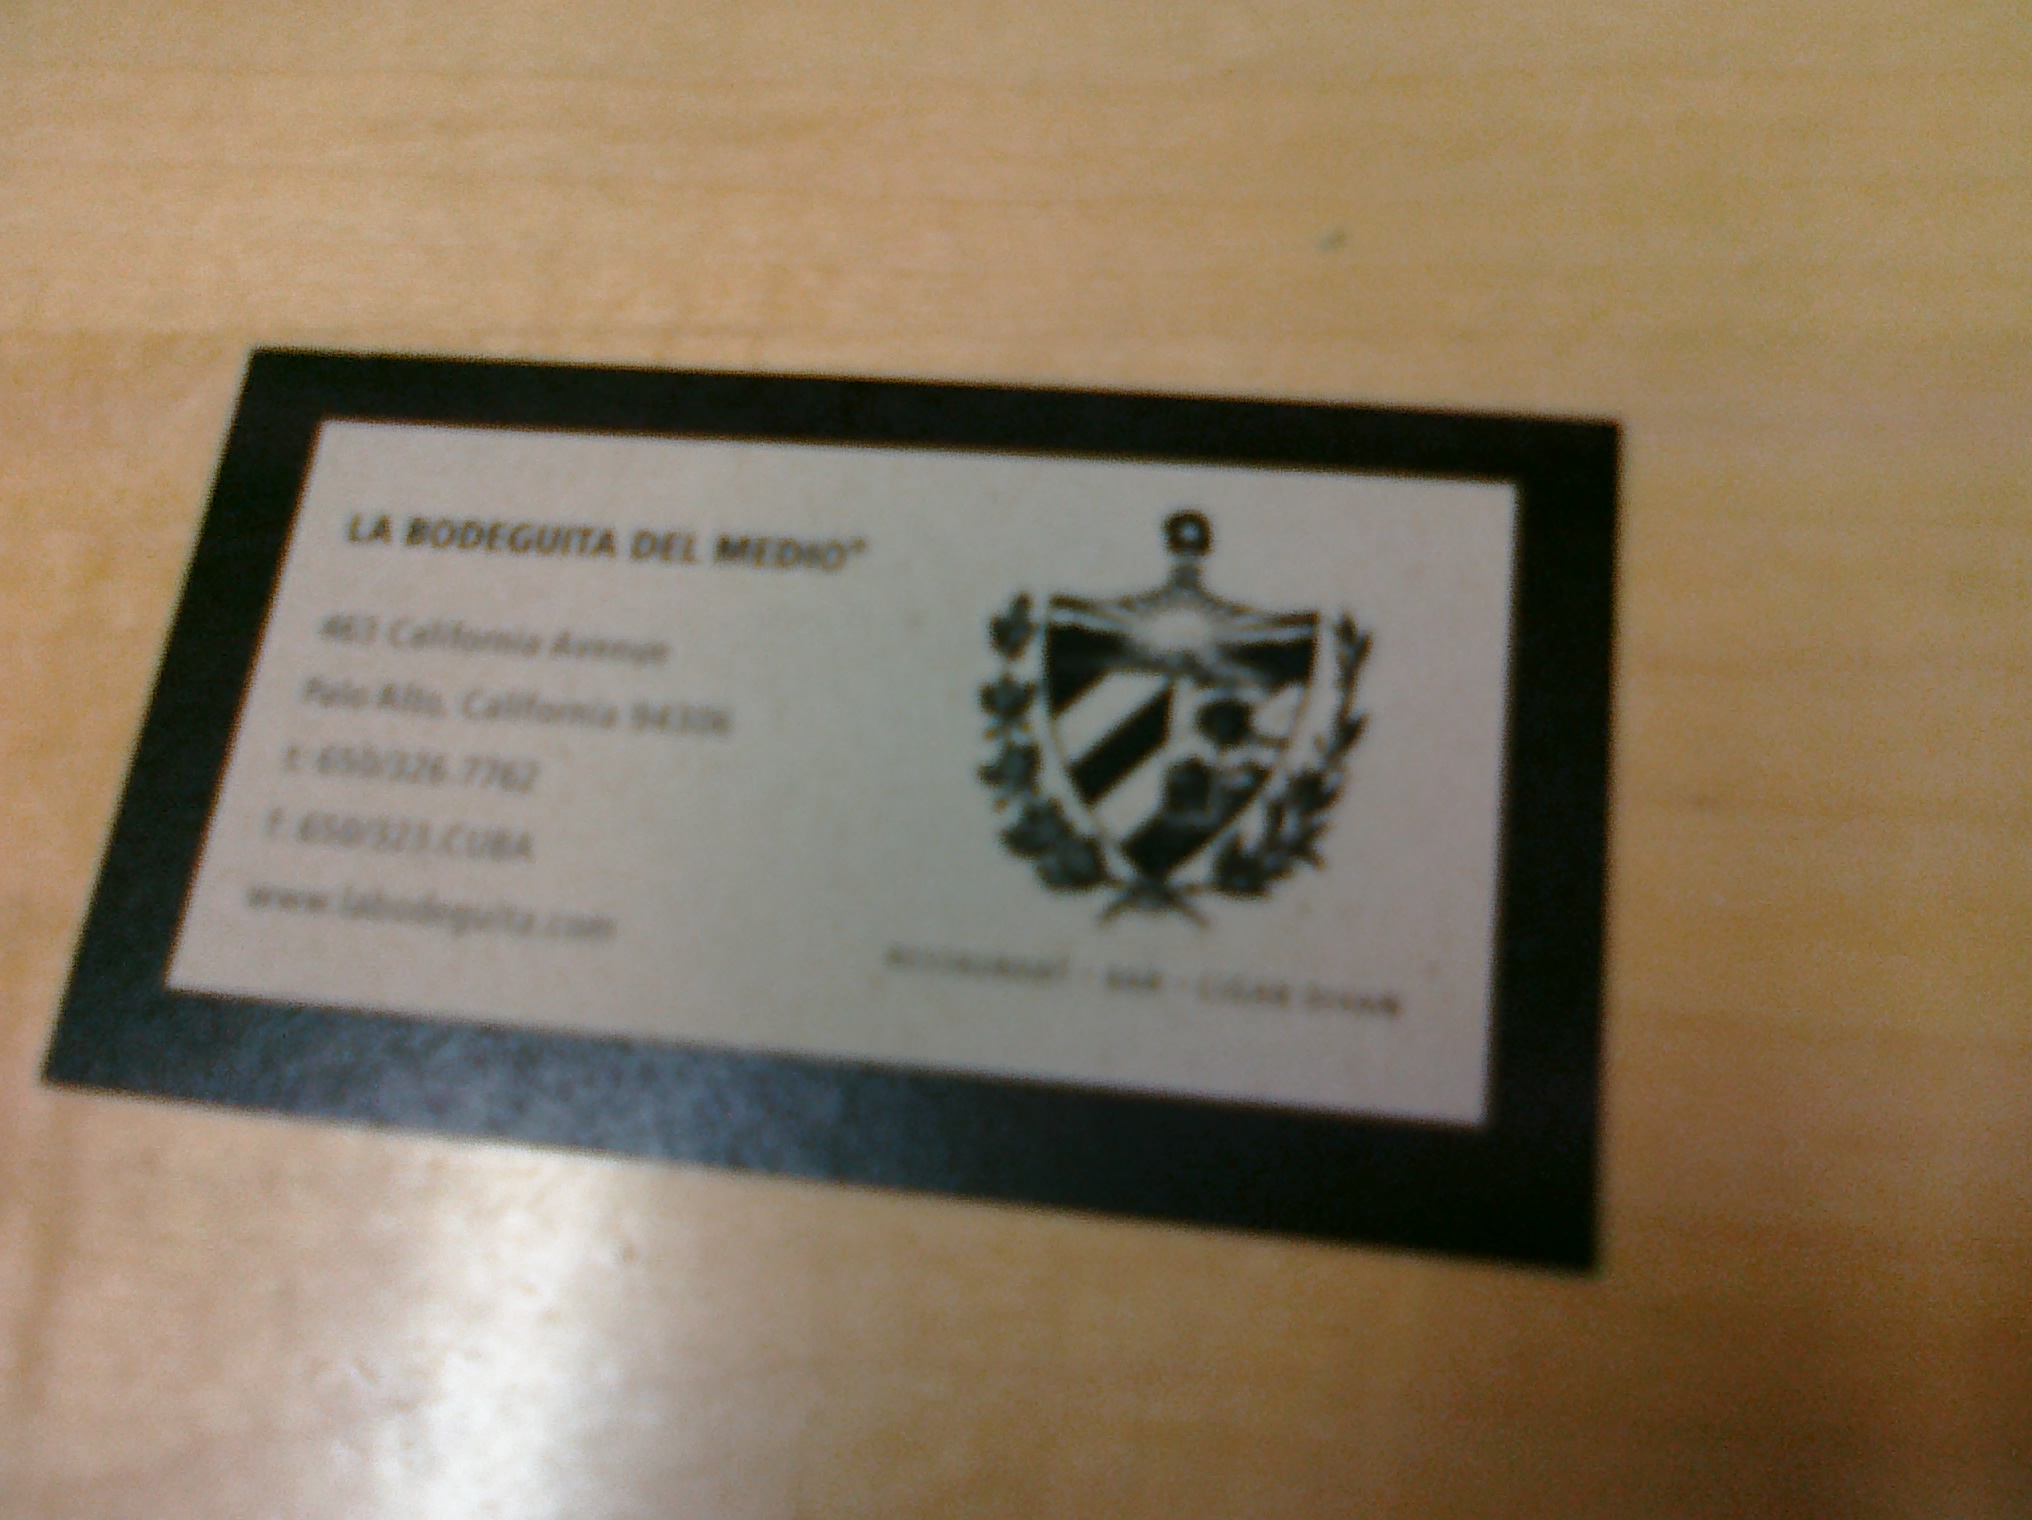 LA BODEGUITA DEL MEDIO®
463 California Avenue
Palo Alto, California 94306
t: 650/326.7762
f: 650/323.CUBA
www.labodeguita.com
RESTAURANT · BAR · CIGAR DIVAN